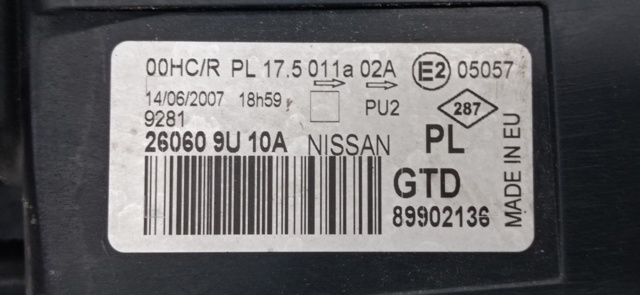 00HC/R PL 17.5 011a 02A E2 05057
14/06/2007 18h59 PU2 287
9281
26060 9U 10A NISSAN PL
GTD
89902136
MADE IN EU